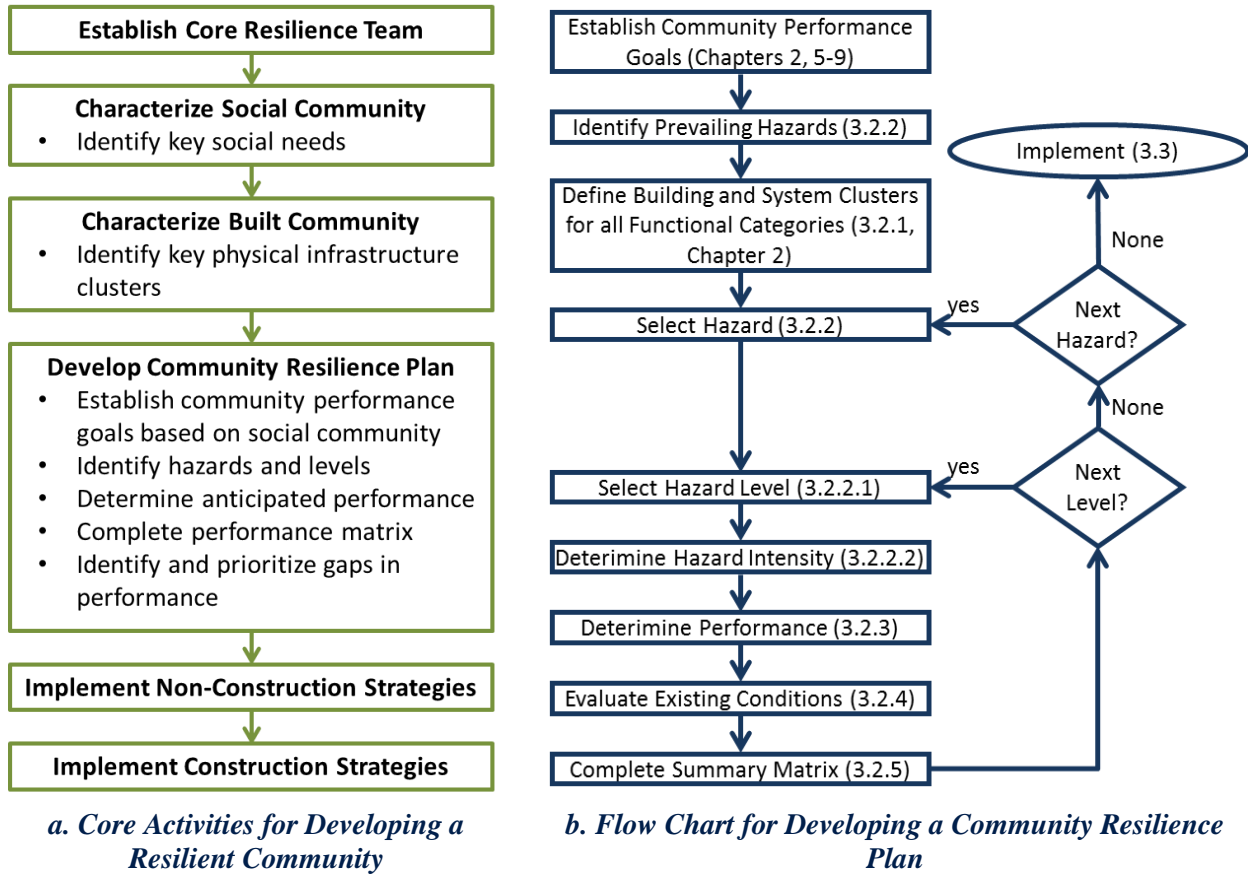 Establish Core Resilience Team
Characterize Social Community
• Identify key social needs
Characterize Built Community
• Identify key physical infrastructure
clusters
Develop Community Resilience Plan
• Establish community performance
goals based on social community
• Identify hazards and levels
• Determine anticipated performance
• Complete performance matrix
• Identify and prioritize gaps in
performance
Implement Non-Construction Strategies
Implement Construction Strategies
a. Core Activities for Developing a
Resilient Community
Establish Community Performance
Goals (Chapters 2, 5-9)
Identify Prevailing Hazards (3.2.2)
Define Building and System Clusters
for all Functional Categories (3.2.1,
Chapter 2)
Select Hazard (3.2.2)
Select Hazard Level (3.2.2.1)
Deterimine Hazard Intensity (3.2.2.2)
Deterimine Performance (3.2.3)
Evaluate Existing Conditions (3.2.4)
Complete Summary Matrix (3.2.5)
Implement (3.3)
None
yes
Next
Hazard?
None
yes
Next
Level?
b. Flow Chart for Developing a Community Resilience
Plan